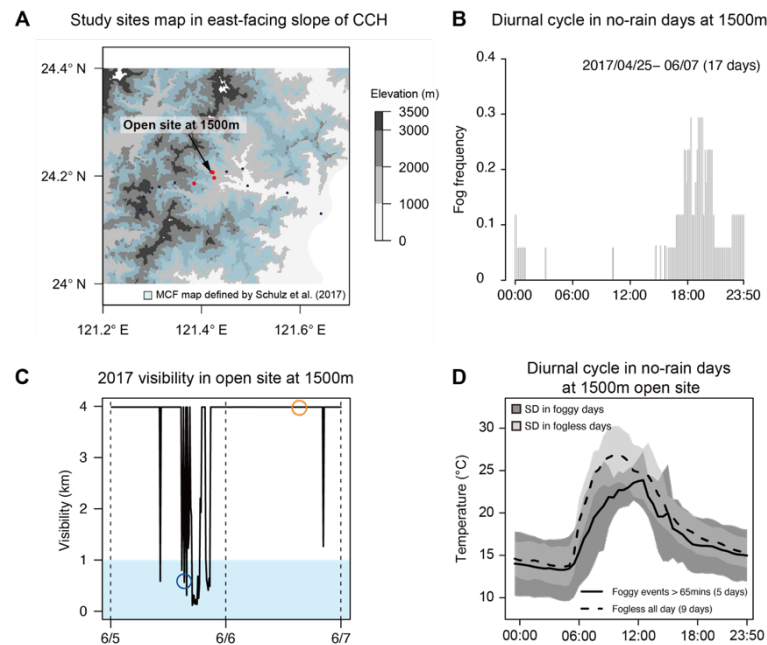 A
Study sites map in east-facing slope of CCH
24.4° N
24.2° N
24° N
121.2° E
121.4° E
121.6° E
Open site at 1500m
MCF map defined by Schulz et al. (2017)
Elevation (m)
3500
3000
2000
1000
0
B
Diurnal cycle in no-rain days at 1500m
2017/04/25– 06/07 (17 days)
Fog frequency
0.4
0.3
0.2
0.1
0
00:00
06:00
12:00
18:00
23:50
C
2017 visibility in open site at 1500m
Visibility (km)
4
3
2
1
0
6/5
6/6
6/7
D
Diurnal cycle in no-rain days
at 1500m open site
SD in foggy days
SD in fogless days
Temperature (°C)
30
25
20
15
10
Foggy events > 65mins (5 days)
Fogless all day (9 days)
00:00
06:00
12:00
18:00
23:50